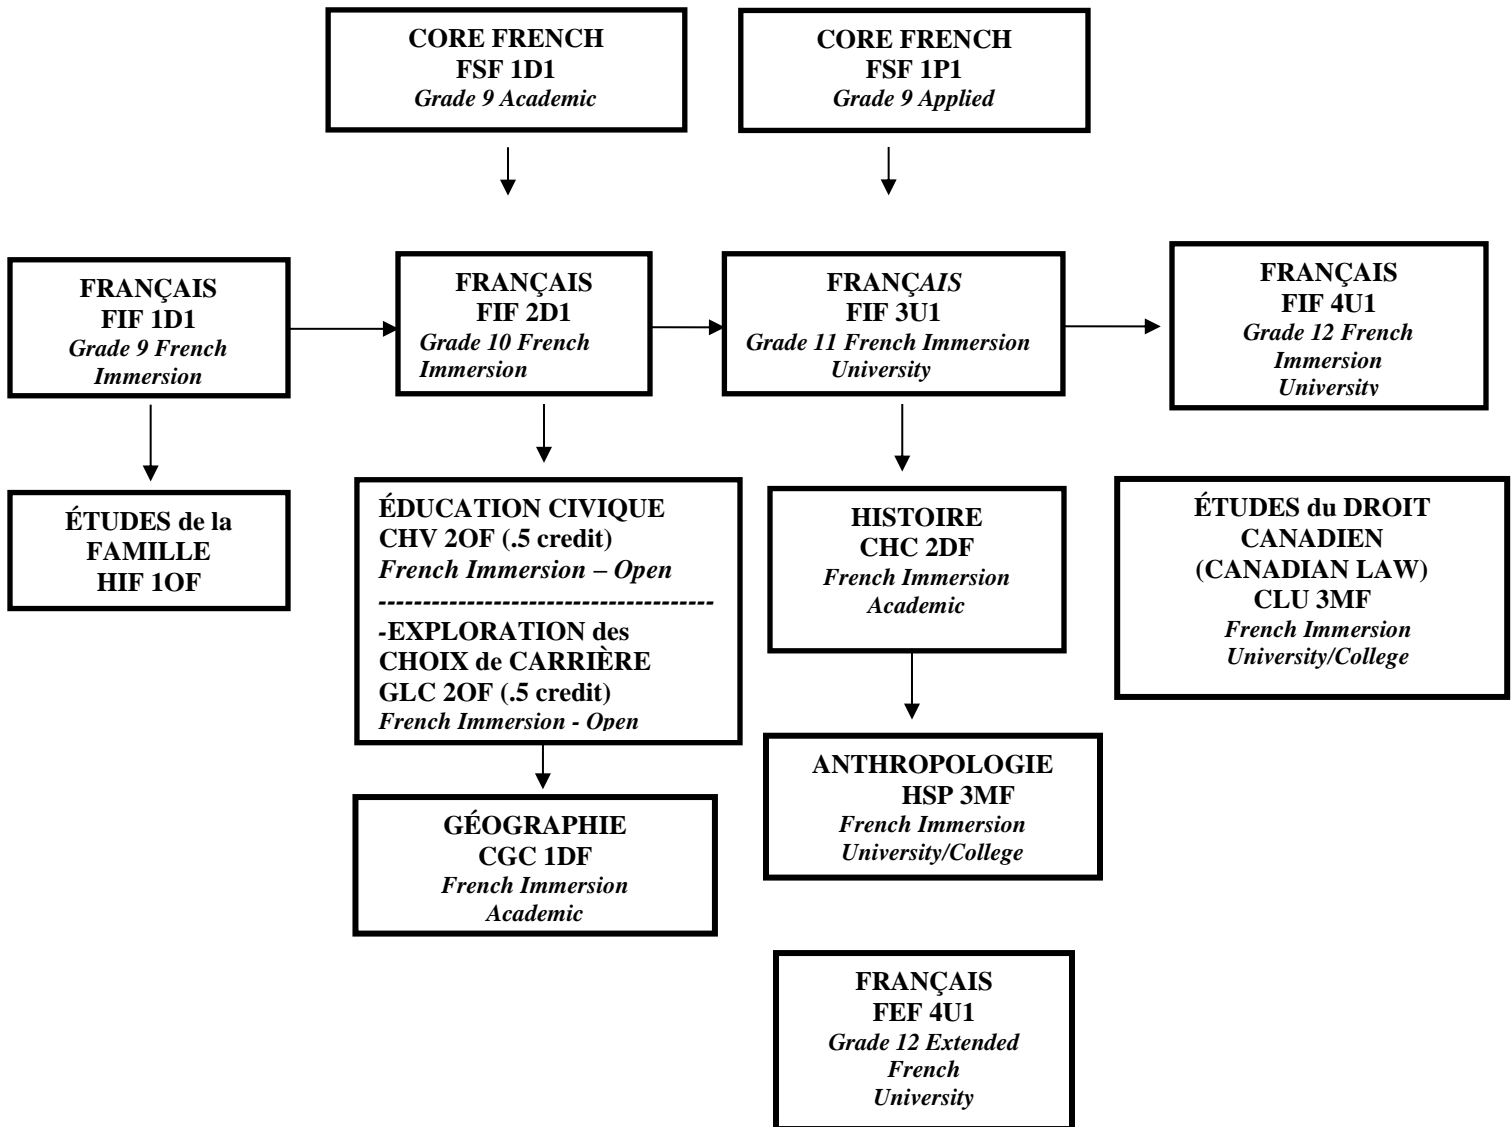 CORE FRENCH
FSF 1D1
Grade 9 Academic
CORE FRENCH
FSF 1P1
Grade 9 Applied
FRANÇAIS
FIF 1D1
Grade 9 French
Immersion
FRANÇAIS
FIF 2D1
Grade 10 French
Immersion
FRANÇAIS
FIF 3U1
Grade 11 French Immersion
University
FRANÇAIS
FIF 4U1
Grade 12 French
Immersion
University
ÉTUDES de la
FAMILLE
HIF 1OF
ÉDUCATION CIVIQUE
CHV 2OF (.5 credit)
French Immersion – Open
--------------------------------------
-EXPLORATION des
CHOIX de CARRIÈRE
GLC 2OF (.5 credit)
French Immersion - Open
HISTOIRE
CHC 2DF
French Immersion
Academic
ÉTUDES du DROIT
CANADIEN
(CANADIAN LAW)
CLU 3MF
French Immersion
University/College
GÉOGRAPHIE
CGC 1DF
French Immersion
Academic
ANTHROPOLOGIE
HSP 3MF
French Immersion
University/College
FRANÇAIS
FEF 4U1
Grade 12 Extended
French
University